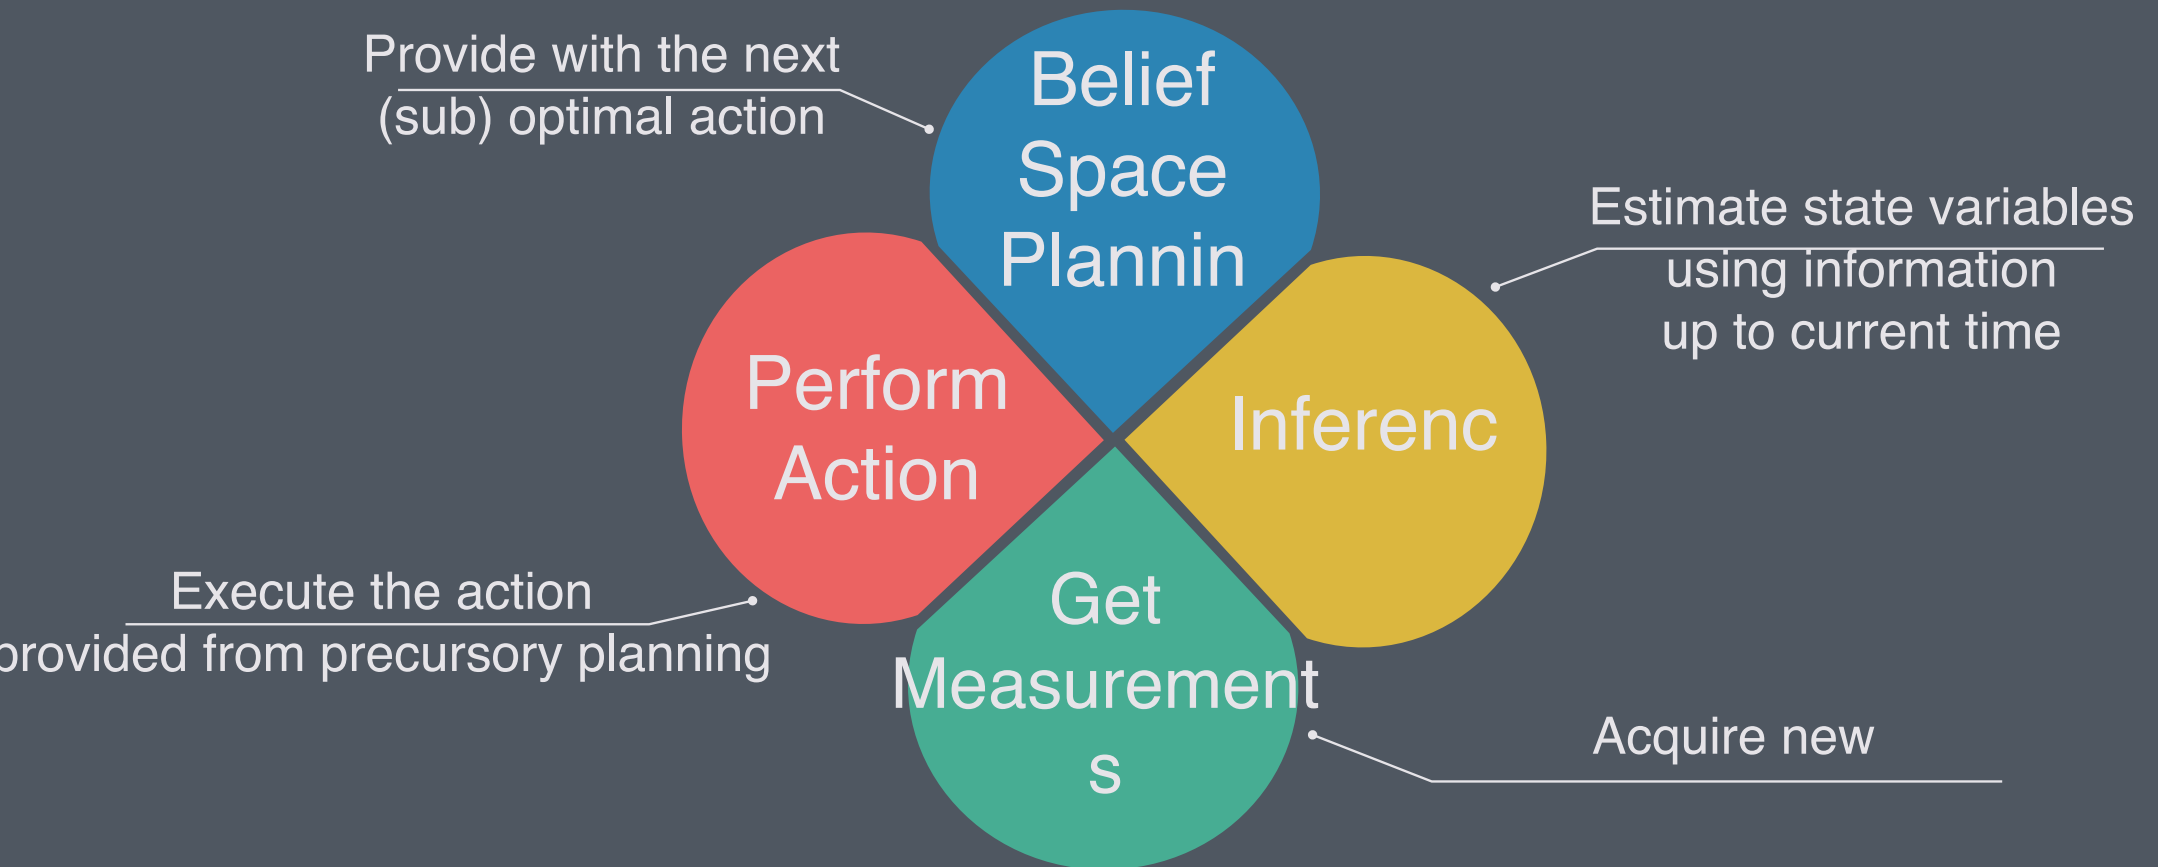 Provide with the next
(sub) optimal action
Belief
Space
Plannin
Estimate state variables
using information
up to current time
Perform
Action
Inferenc
Execute the action
provided from precursory planning
Get
Measurement
s
Acquire new